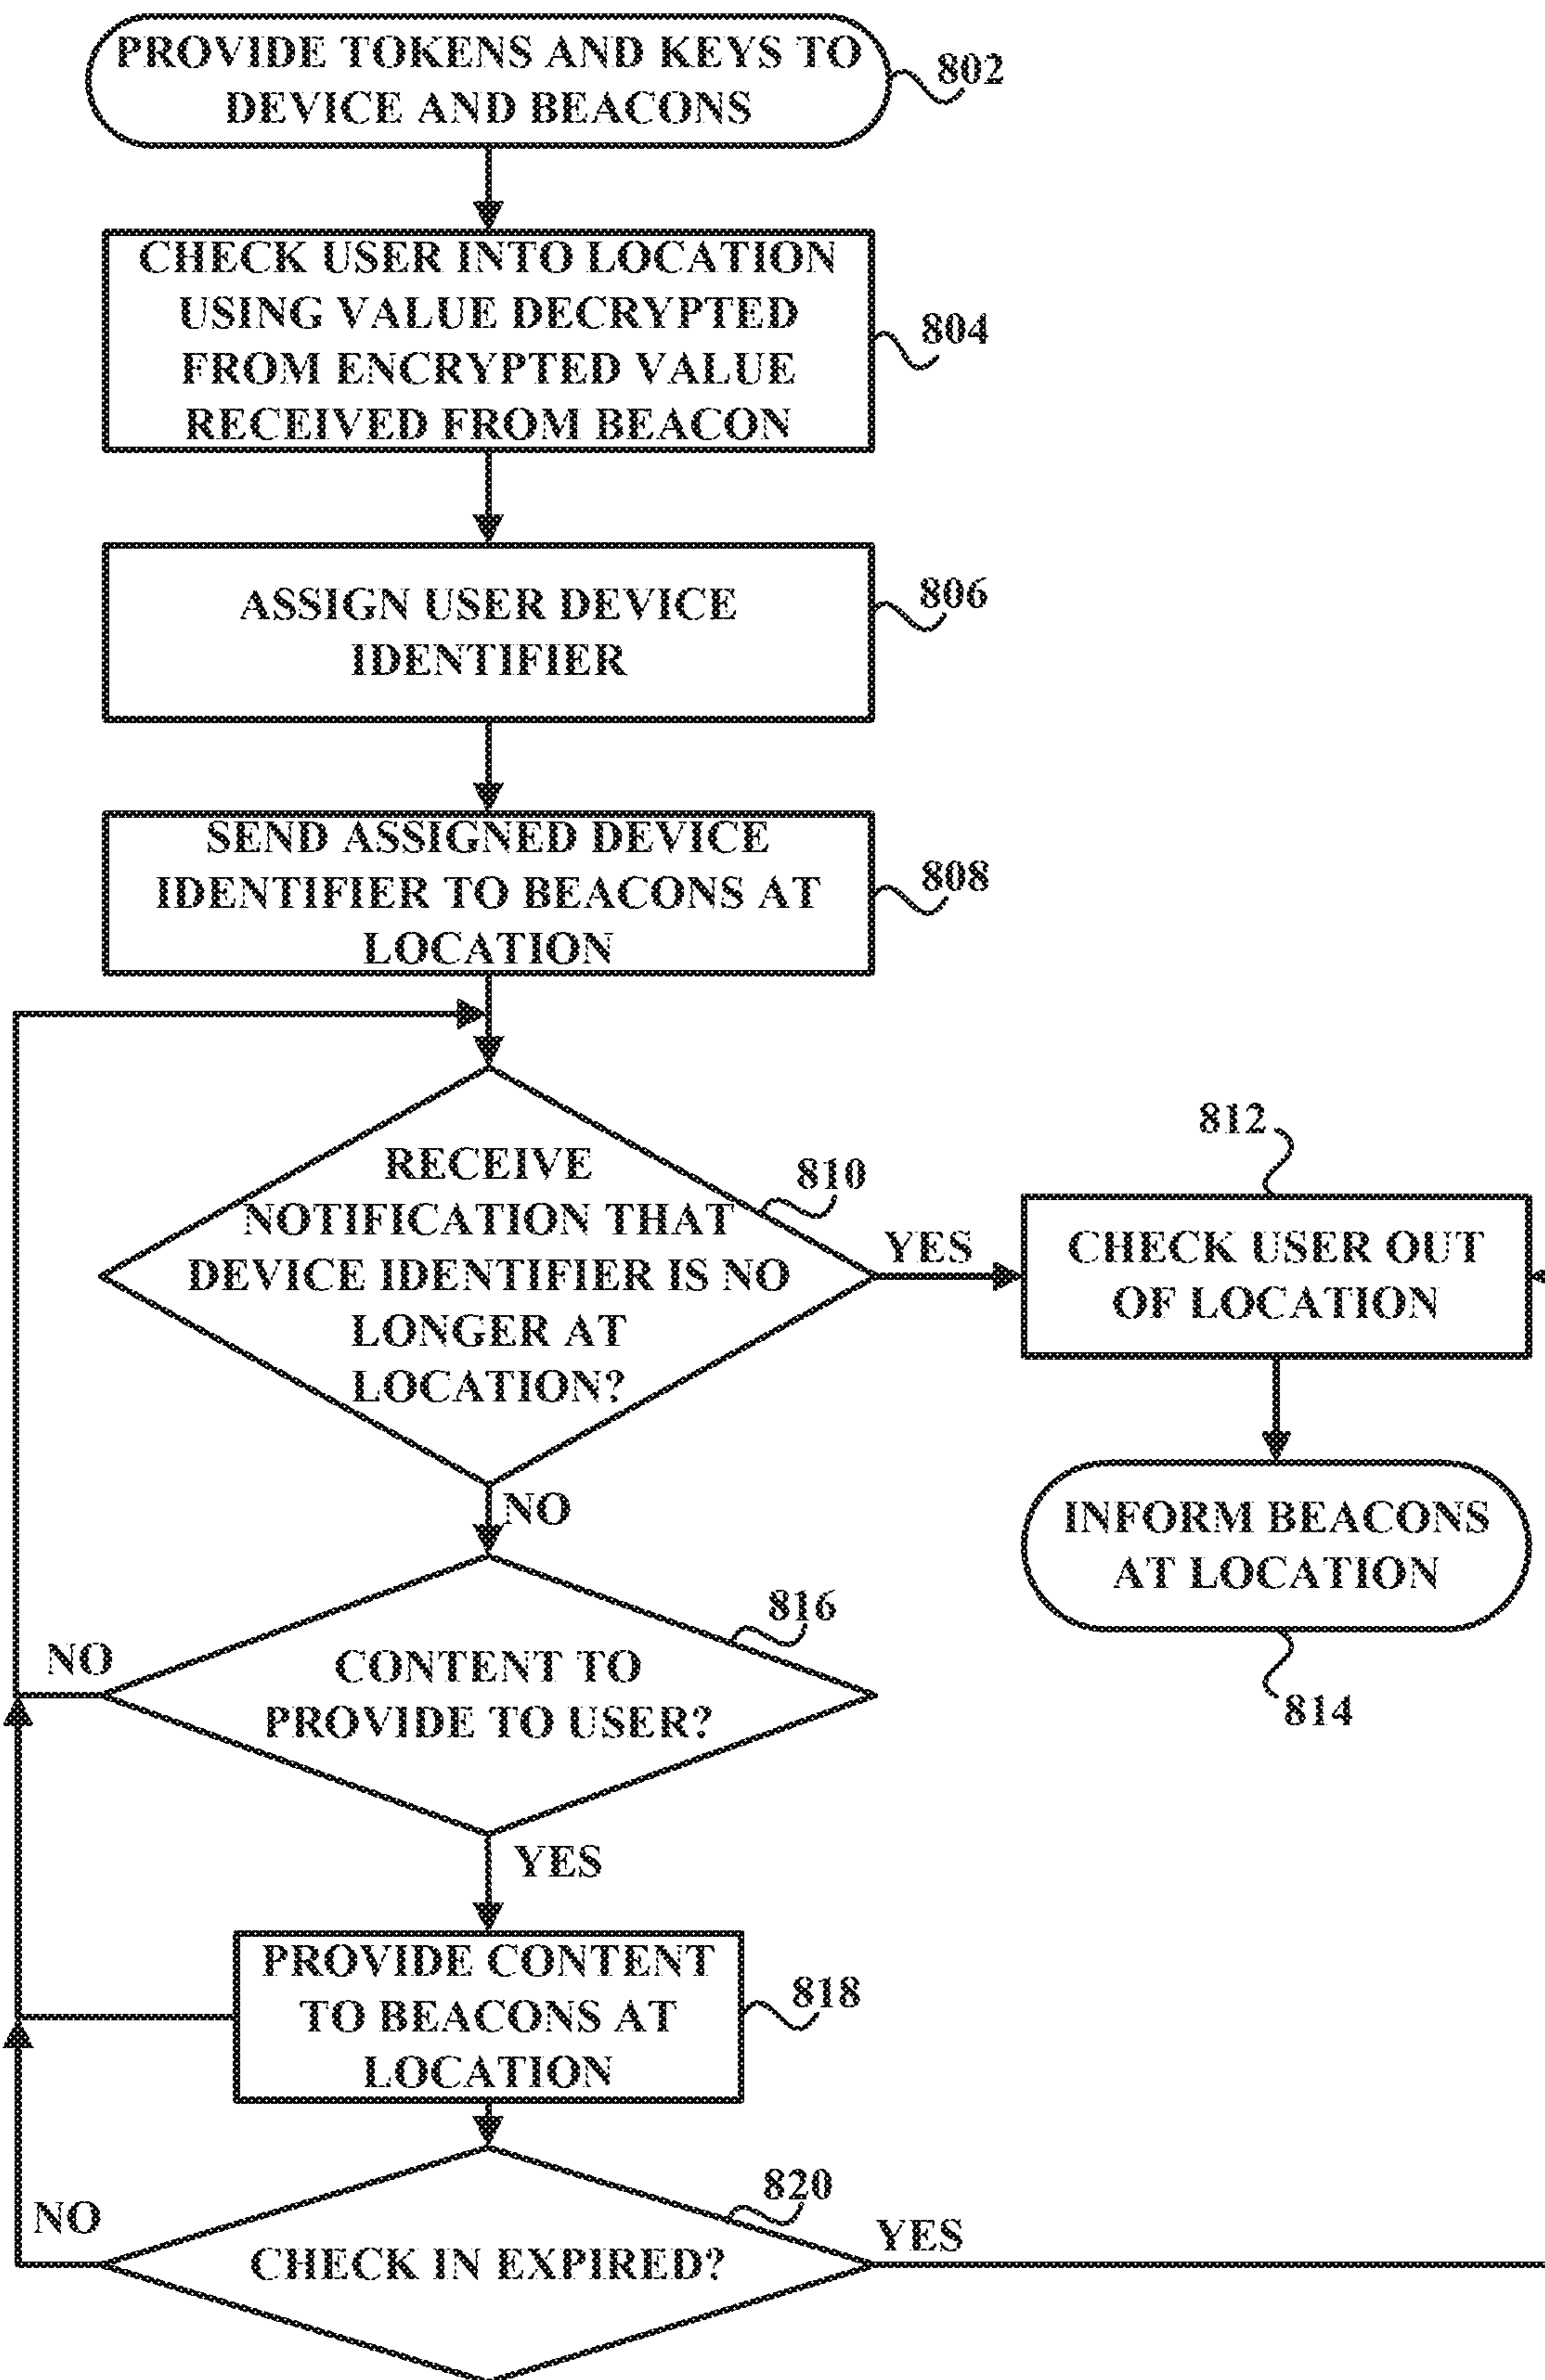 PROVIDE TOKENS AND KEYS TO
DEVICE AND BEACONS
802
CHECK USER INTO LOCATION
USING VALUE DECRYPTED
FROM ENCRYPTED VALUE
RECEIVED FROM BEACON
804
ASSIGN USER DEVICE
IDENTIFIER
806
SEND ASSIGNED DEVICE
IDENTIFIER TO BEACONS AT
LOCATION
808
RECEIVE
NOTIFICATION THAT
DEVICE IDENTIFIER IS NO
LONGER AT
LOCATION?
810
YES
812
CHECK USER OUT
OF LOCATION
INFORM BEACONS
AT LOCATION
814
NO
CONTENT TO
PROVIDE TO USER?
816
NO
YES
PROVIDE CONTENT
TO BEACONS AT
LOCATION
818
CHECK IN EXPIRED?
820
NO
YES